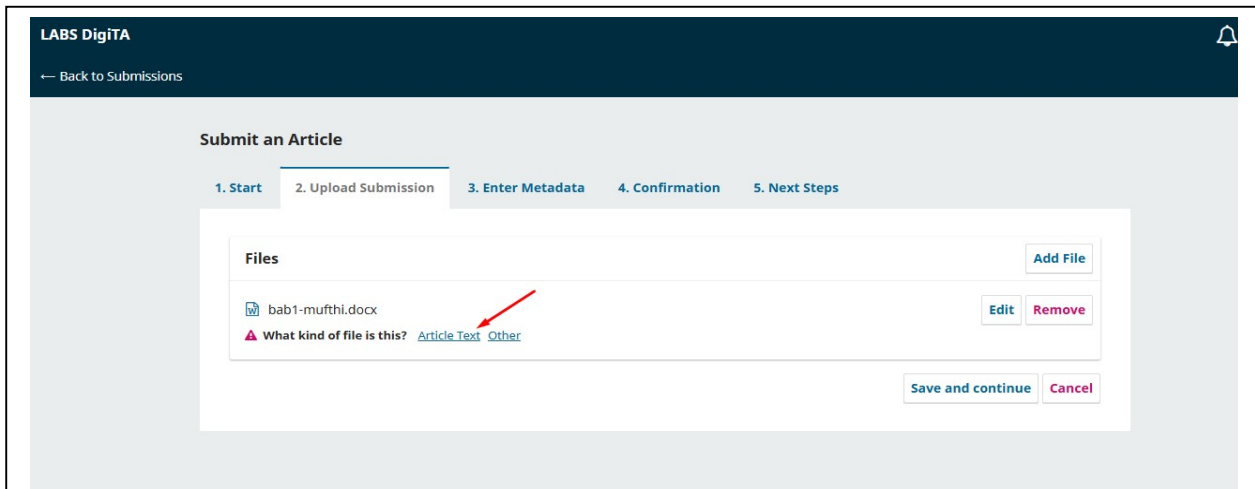 LABS DigiTA
← Back to Submissions
Submit an Article
1. Start 2. Upload Submission 3. Enter Metadata 4. Confirmation 5. Next Steps
Files Add File
bab1-mufthi.docx Edit Remove
What kind of file is this? Article Text Other
Save and continue Cancel